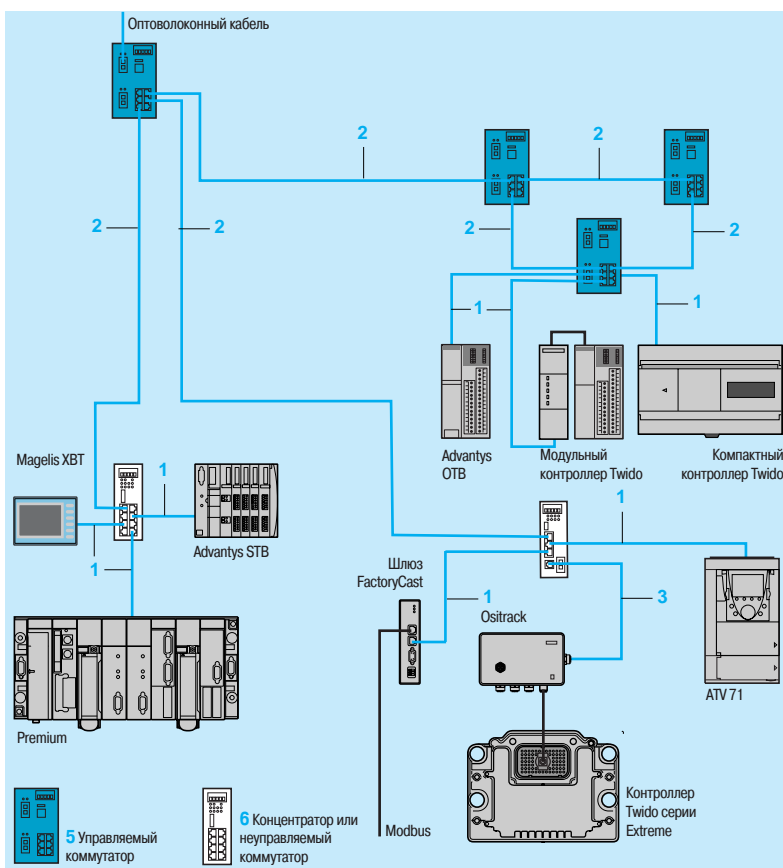 Оптоволоконный кабель
2
2
2
2
2
2
1
1
Advantys
OTB
Модульный
контроллер Twido
Компактный
контроллер Twido
Magelis XBT
1
1
Advantys STB
1
Шлюз
FactoryCast
1
3
Ositrack
ATV 71
Premium
5 Управляемый
коммутатор
6 Концентратор или
неуправляемый
коммутатор
Modbus
Контроллер
Twido серии
Extreme